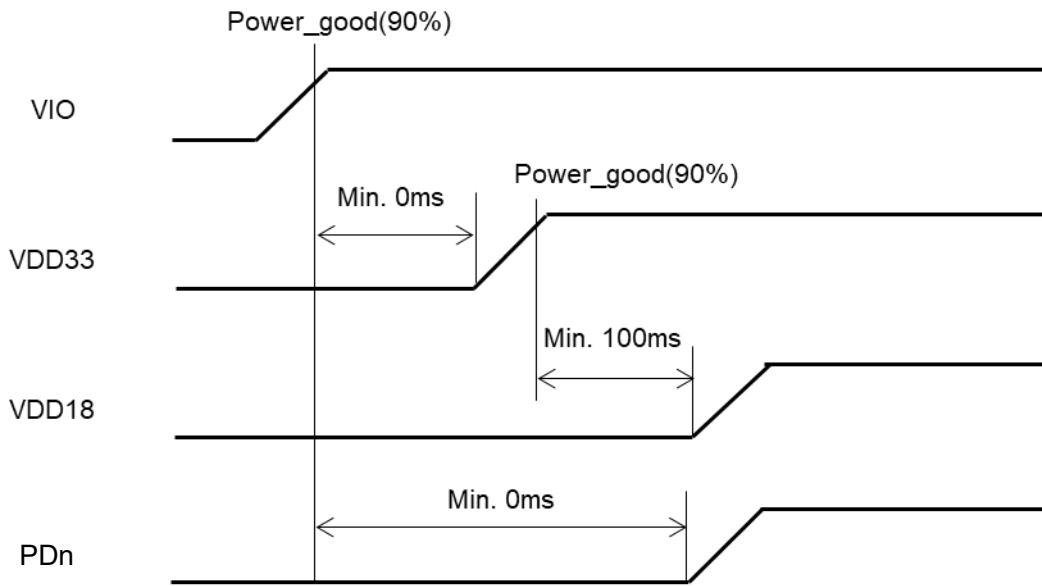 Power_good(90%)
VIO
Power_good(90%)
Min. 0ms
VDD33
Min. 100ms
VDD18
Min. 0ms
PDn